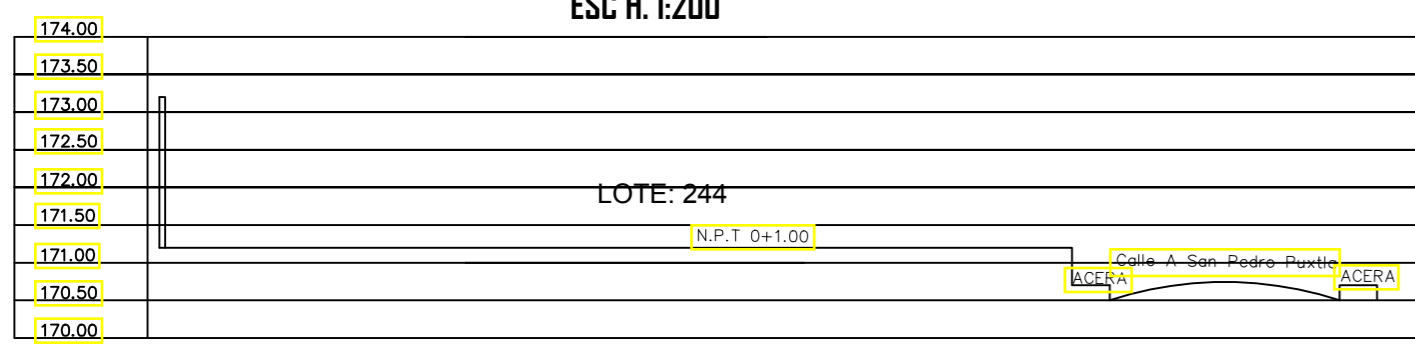 ESC H. 1:200
174.00
173.50
173.00
172.50
172.00
LOTE: 244
171.50
N.P.T 0+1.00
171.00
Calle A San Pedro Puxtla
ACERA
ACERA
170.50
170.00